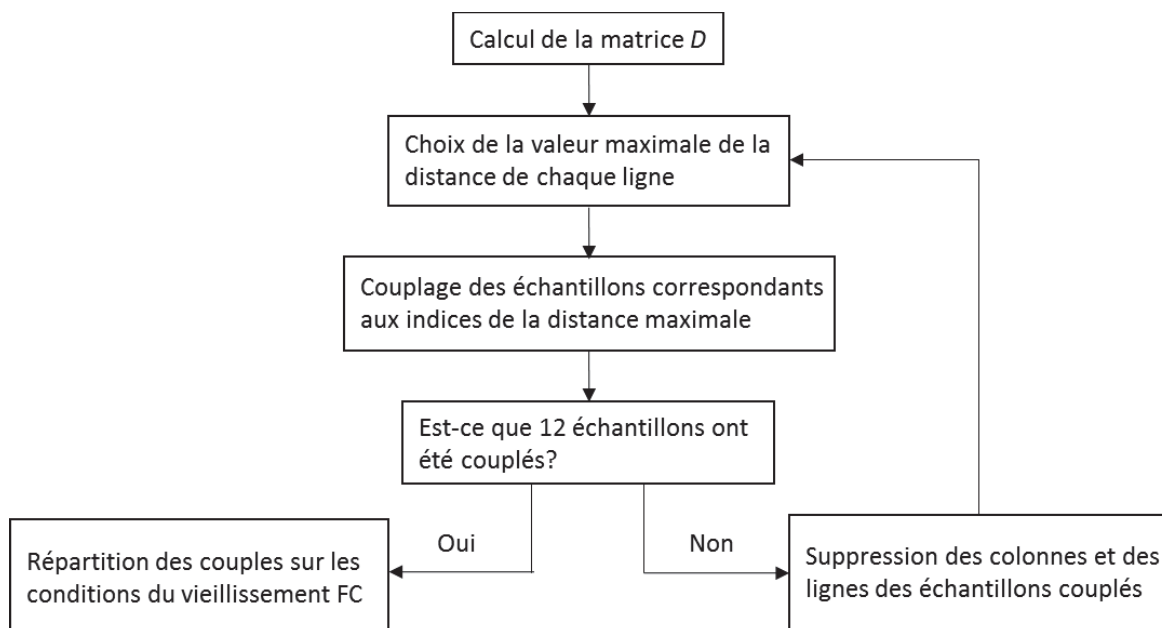 Calcul de la matrice D
Choix de la valeur maximale de la
distance de chaque ligne
Couplage des échantillons correspondants
aux indices de la distance maximale
Est-ce que 12 échantillons ont
été couplés?
Oui
Non
Répartition des couples sur les
conditions du vieillissement FC
Suppression des colonnes et des
lignes des échantillons couplés